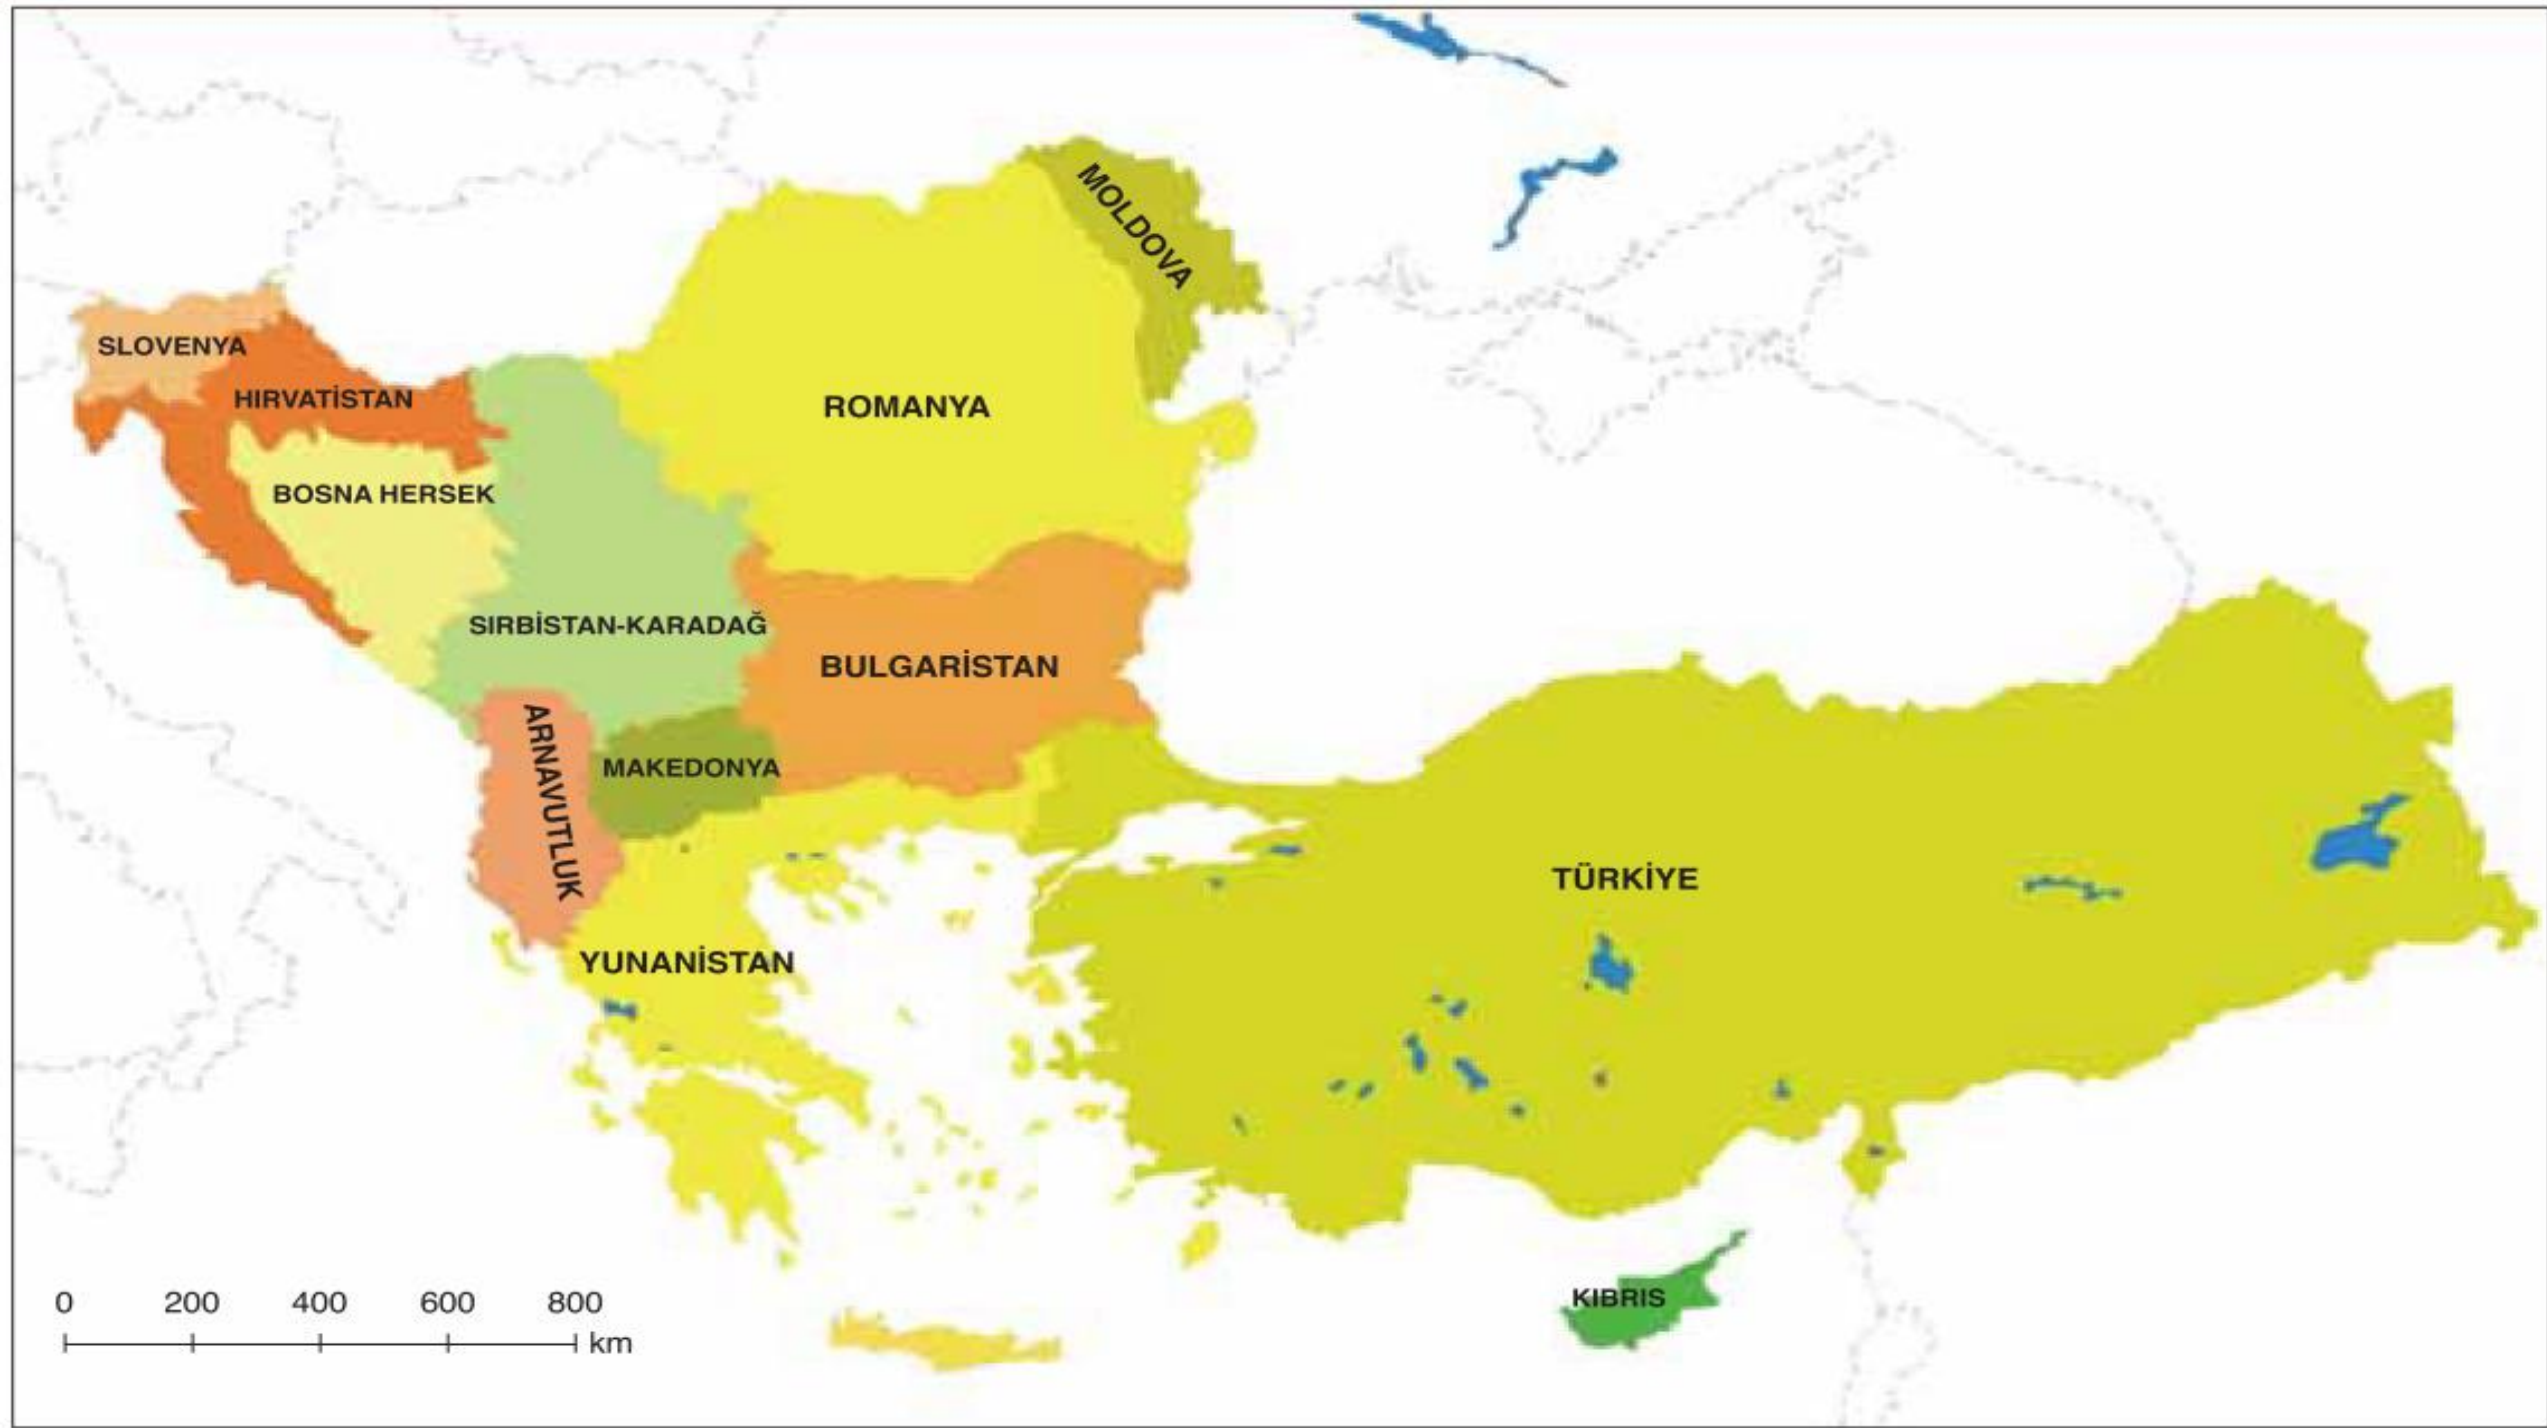 MOLDOVA
SLOVENYA
HIRVATİSTAN
ROMANYA
BOSNA HERSEK
SIRBİSTAN-KARADAĞ
BULGARİSTAN
ARNAVUTLUK
MAKEDONYA
TÜRKİYE
YUNANİSTAN
KIBRIS
0 200 400 600 800
km